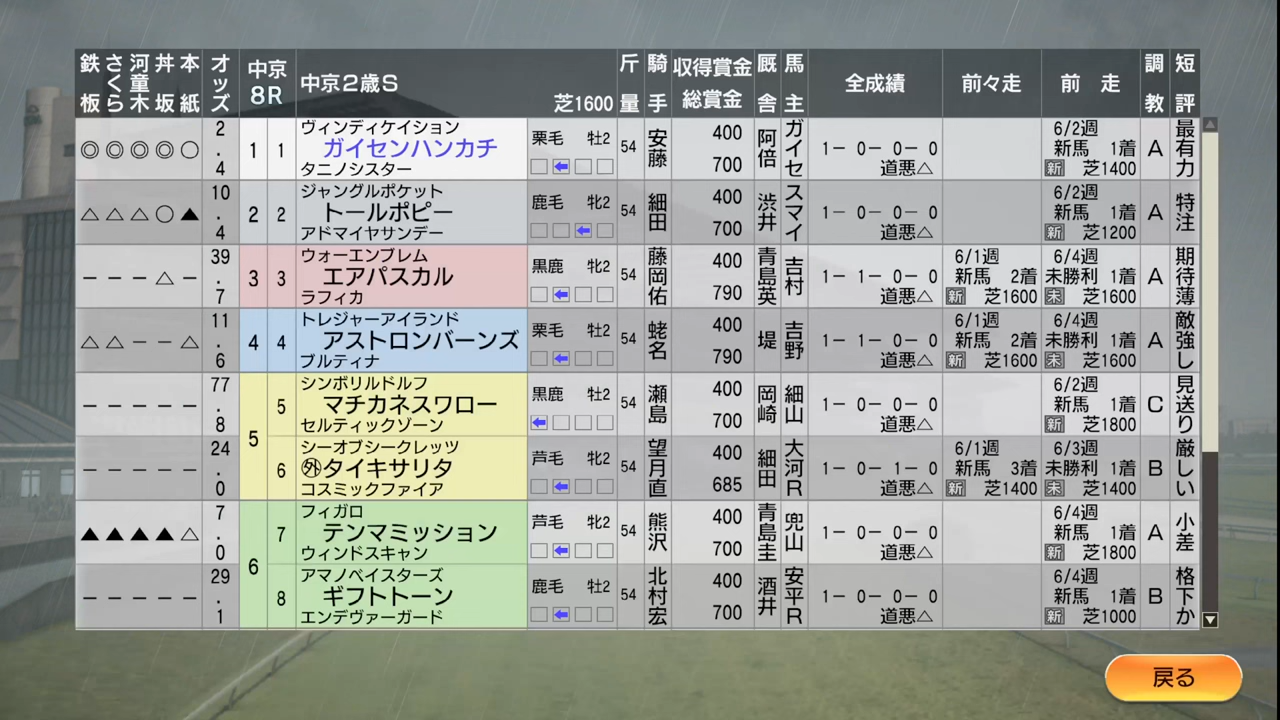 鉄板 さくら 河童木 井坂 本紙 オッズ 中京8R 中京2歳S 芝1600 斤量 騎手 収得賞金 総賞金 厩舎 馬主 全成績 前々走 前走 調教 短評
◎ ◎ ◎ ◎ ○ 2.4 1 1 ヴィンディケイション 栗毛 牡2 54 安藤 400 阿倍 ガイセ 1- 0- 0- 0 6/2週 A 最有力
ガイセンハンカチ 新馬 1着
タニノシスター 700 道悪△ 新 芝1400
△ △ △ ○ ▲ 10.4 2 2 ジャングルポケット 鹿毛 牝2 54 細田 400 渋井 スマイ 1- 0- 0- 0 6/2週 A 特注
トールポピー 新馬 1着
アドマイヤサンデー 700 道悪△ 新 芝1200
- - - △ - 39.7 3 3 ウォーエンブレム 黒鹿 牝2 54 藤岡佑 400 青島英 吉村 1- 1- 0- 0 6/1週 6/4週 A 期待薄
エアパスカル 新馬 2着 未勝利 1着
ラフィカ 790 道悪△ 新 芝1600 未 芝1600
△ △ - - △ 11.6 4 4 トレジャーアイランド 栗毛 牡2 54 蛯名 400 堤 吉野 1- 1- 0- 0 6/1週 6/4週 A 敵強し
アストロンバーンズ 新馬 2着 未勝利 1着
プルティナ 790 道悪△ 新 芝1600 未 芝1600
- - - - - 77.8 5 5 シンボリルドルフ 黒鹿 牡2 54 瀬島 400 岡崎 細山 1- 0- 0- 0 6/2週 C 見送り
マチカネスワロー 新馬 1着
セルティックゾーン 700 道悪△ 新 芝1800
- - - - - 24.0 6 シーオブシークレッツ 芦毛 牝2 54 望月直 400 細田 大河R 1- 0- 1- 0 6/1週 6/3週 B 厳しい
外タイキサリタ 新馬 3着 未勝利 1着
コスミックファイア 685 道悪△ 新 芝1400 未 芝1400
▲ ▲ ▲ ▲ △ 7.0 6 7 フィガロ 芦毛 牝2 54 熊沢 400 青島圭 兜山 1- 0- 0- 0 6/4週 A 小差
テンマミッション 新馬 1着
ウィンドスキャン 700 道悪△ 新 芝1800
- - - - - 29.1 8 アマノベイスターズ 鹿毛 牡2 54 北村宏 400 酒井 安平R 1- 0- 0- 0 6/4週 B 格下か
ギフトトーン 新馬 1着
エンデヴァーガード 700 道悪△ 新 芝1000
戻る